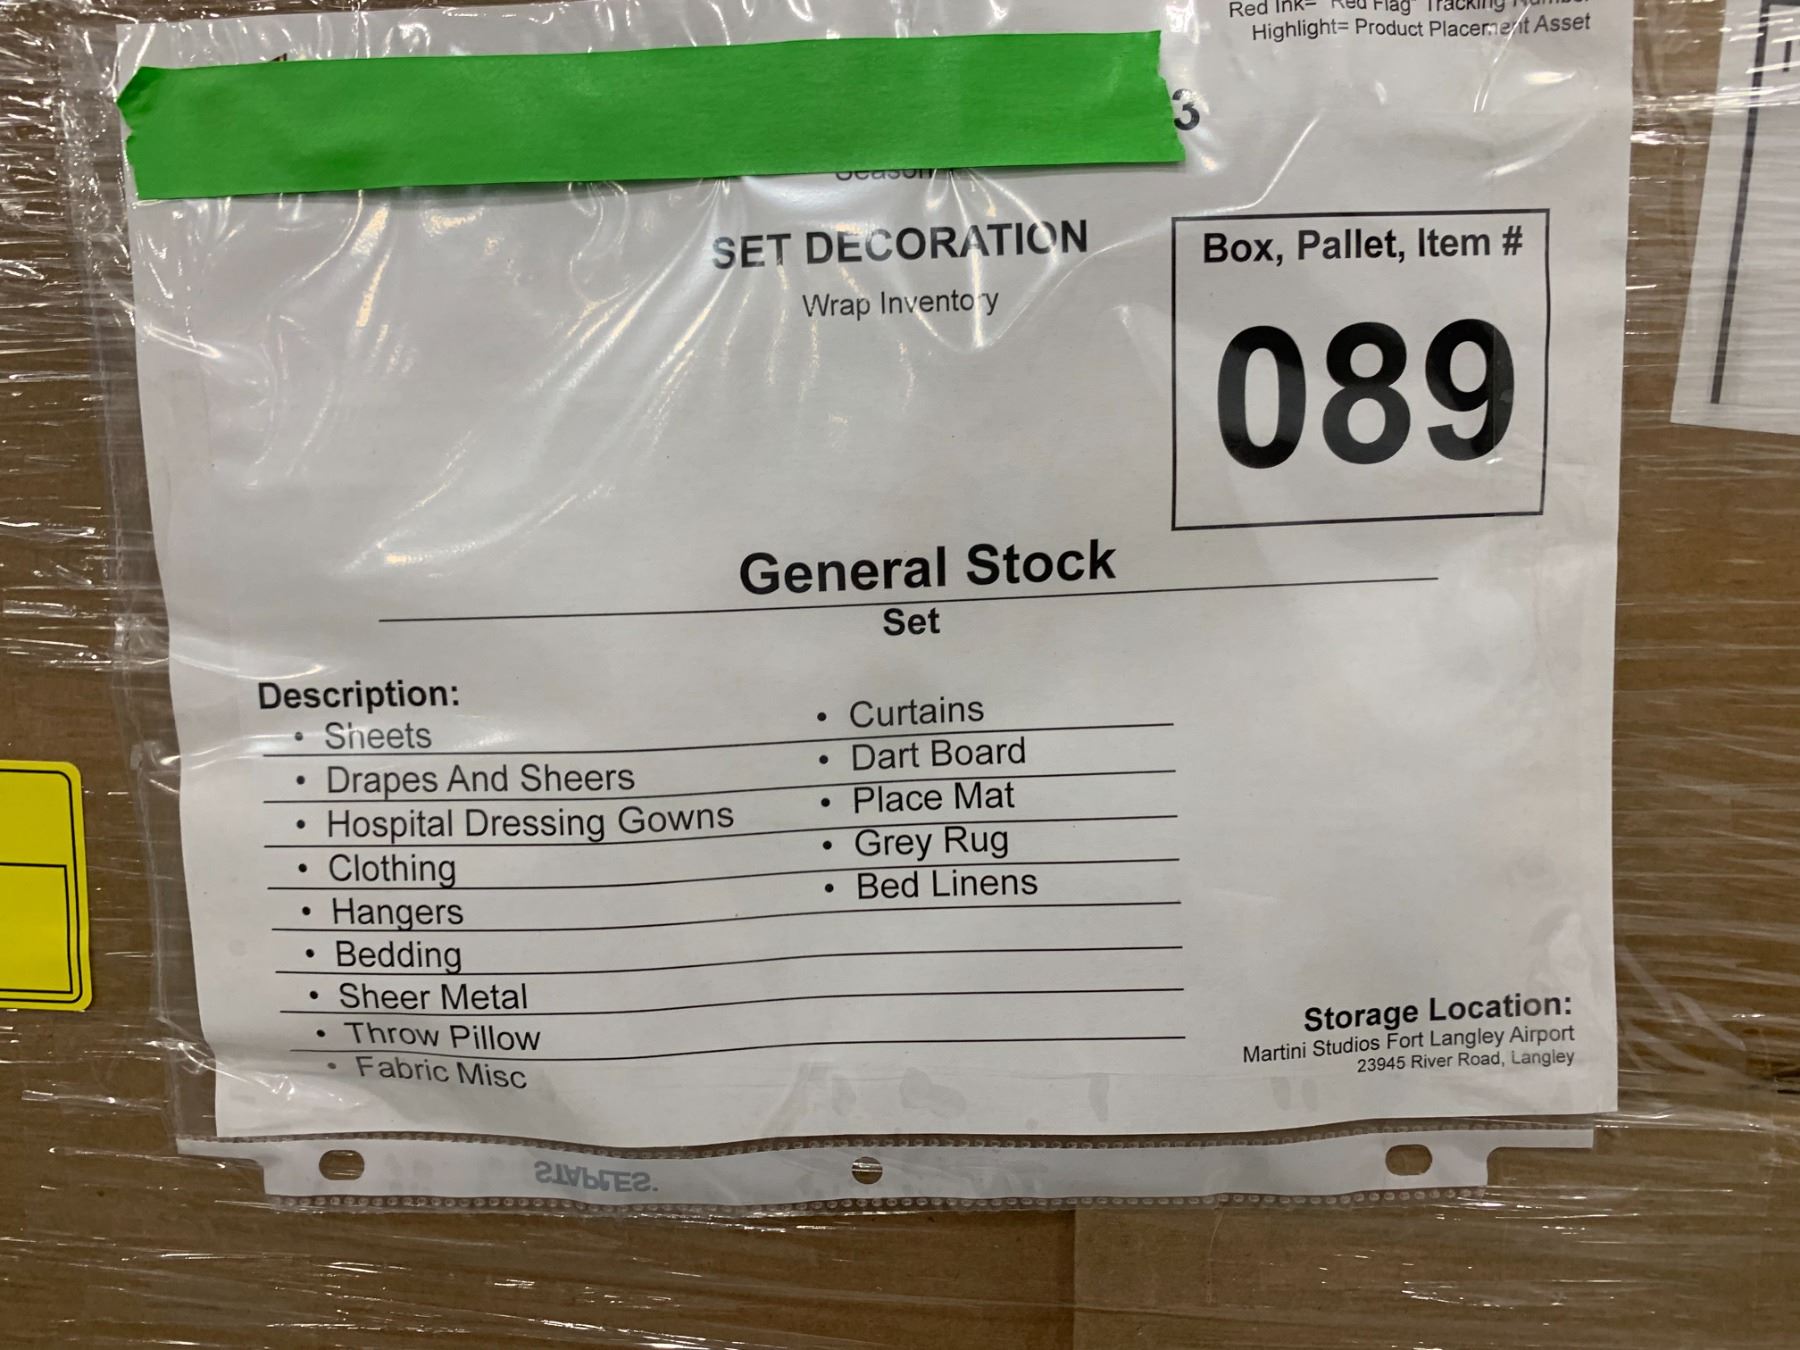 Red Ink= "Red Flag" Tracking Number
Highlight= Product Placement Asset
3
Season
SET DECORATION
Wrap Inventory
Box, Pallet, Item #
089
General Stock
Set
Description:
• Sheets
• Drapes And Sheers
• Hospital Dressing Gowns
• Clothing
• Hangers
• Bedding
• Sheer Metal
• Throw Pillow
• Fabric Misc
• Curtains
• Dart Board
• Place Mat
• Grey Rug
• Bed Linens
Storage Location:
Martini Studios Fort Langley Airport
23945 River Road, Langley
STAPLES.